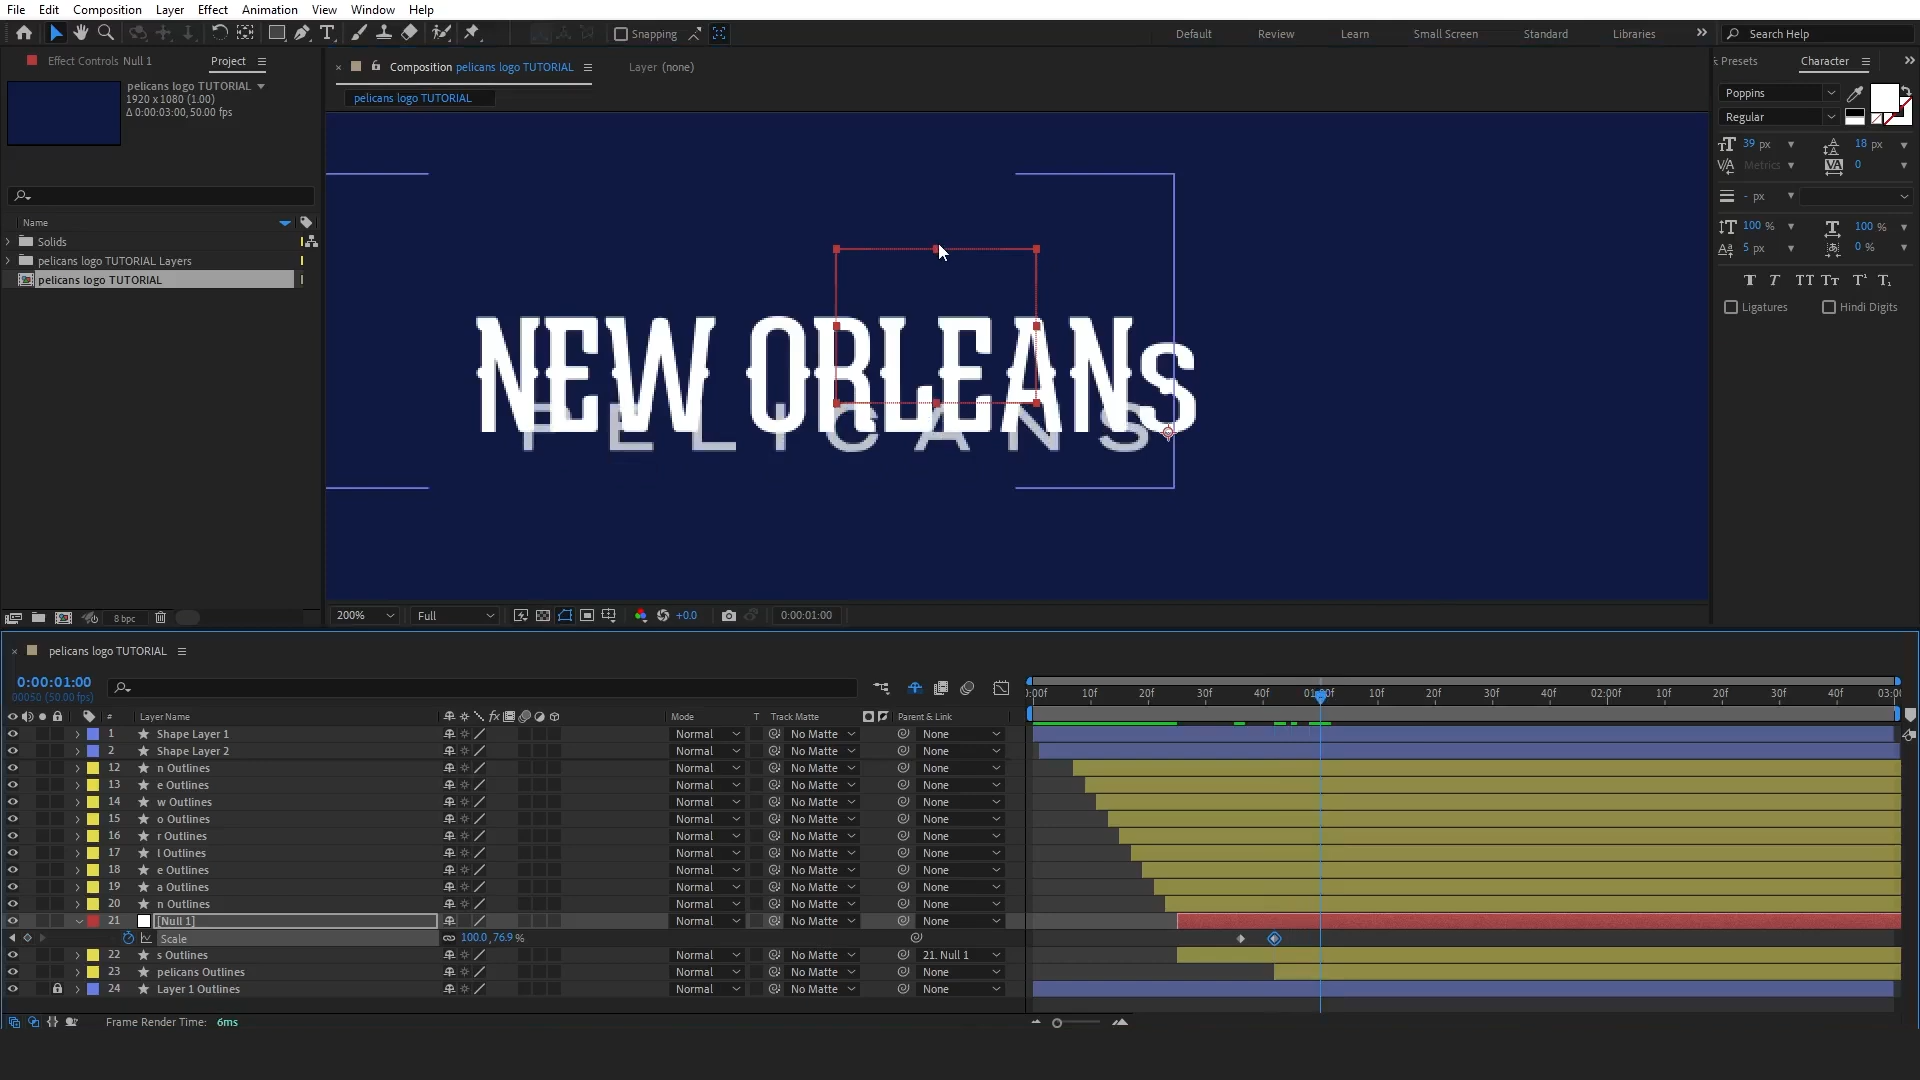 File Edit Composition Layer Effect Animation View Window Help
Snapping Default Review Learn Small Screen Standard Libraries Search Help
Effect Controls Null 1 Project
Composition pelicans logo TUTORIAL Layer (none)
Presets Character
pelicans logo TUTORIAL
1920 x 1080 (1.00)
Δ 0:00:03:00, 50.00 fps
pelicans logo TUTORIAL
Poppins
Regular
39 px 18 px
Metrics 0
- px
100 % 100 %
5 px 0 %
Ligatures Hindi Digits
Name
Solids
pelicans logo TUTORIAL Layers
pelicans logo TUTORIAL
NEW ORLEANS
PELICANS
8 bpc
200% Full +0.0 0:00:01:00
pelicans logo TUTORIAL
0:00:01:00
00050 (50.00 fps)
):00f 10f 20f 30f 40f 01:00f 10f 20f 30f 40f 02:00f 10f 20f 30f 40f 03:0
# Layer Name Mode T Track Matte Parent & Link
1 Shape Layer 1 Normal No Matte None
2 Shape Layer 2 Normal No Matte None
12 n Outlines Normal No Matte None
13 e Outlines Normal No Matte None
14 w Outlines Normal No Matte None
15 o Outlines Normal No Matte None
16 r Outlines Normal No Matte None
17 l Outlines Normal No Matte None
18 e Outlines Normal No Matte None
19 a Outlines Normal No Matte None
20 n Outlines Normal No Matte None
21 [Null 1] Normal No Matte None
Scale 100.0, 76.9 %
22 s Outlines Normal No Matte 21. Null 1
23 pelicans Outlines Normal No Matte None
24 Layer 1 Outlines Normal No Matte None
Frame Render Time: 6ms